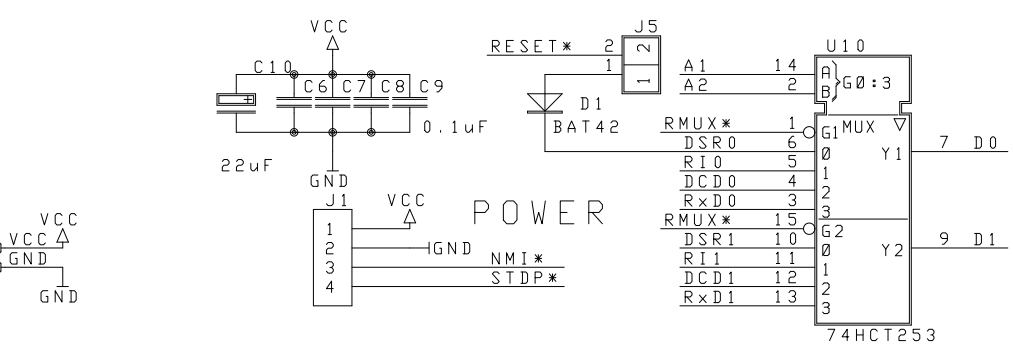 VCC
J5
U10
RESET*
2
2
1
1
C10
C6
C7
C8
C9
A1
14
A
A2
2
B
G0:3
D1
BAT42
0.1uF
22uF
GND
RMUX*
1
G1
MUX
DSR0
6
0
Y1
7
D0
RI0
5
1
DCD0
4
2
RxD0
3
3
RMUX*
15
G2
DSR1
10
0
Y2
9
D1
RI1
11
1
DCD1
12
2
RxD1
13
3
74HCT253
J1
VCC
POWER
1
2
GND
3
NMI*
4
STDP*
VCC
VCC
GND
GND